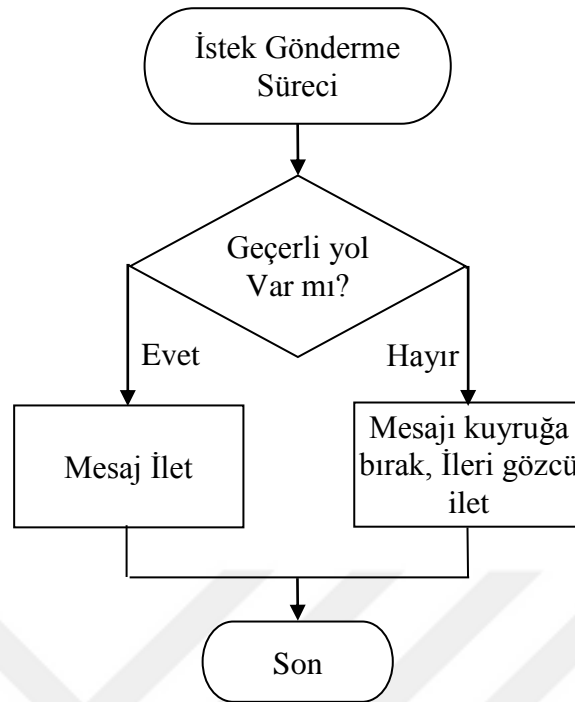 İstek Gönderme
Süreci
Geçerli yol
Var mı?
Evet
Hayır
Mesaj İlet
Mesajı kuyruğa
bırak, İleri gözcü
ilet
Son